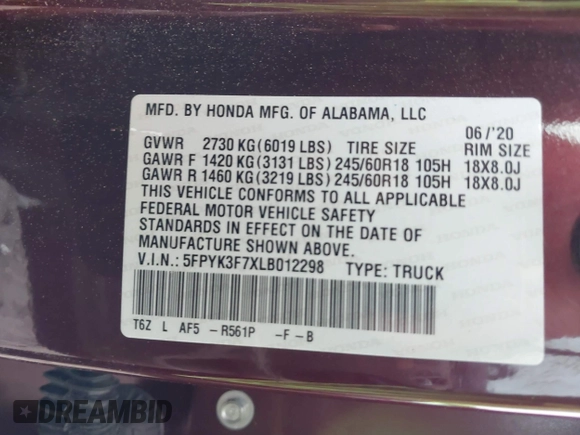 MFD. BY HONDA MFG. OF ALABAMA, LLC
06/'20
GVWR 2730 KG(6019 LBS) TIRE SIZE RIM SIZE
GAWR F 1420 KG(3131 LBS) 245/60R18 105H 18X8.0J
GAWR R 1460 KG(3219 LBS) 245/60R18 105H 18X8.0J
THIS VEHICLE CONFORMS TO ALL APPLICABLE
FEDERAL MOTOR VEHICLE SAFETY
STANDARDS IN EFFECT ON THE DATE OF
MANUFACTURE SHOWN ABOVE.
V.I.N.: 5FPYK3F7XLB012298 TYPE: TRUCK
T6Z L AF5 -R561P -F-B
DREAMBID